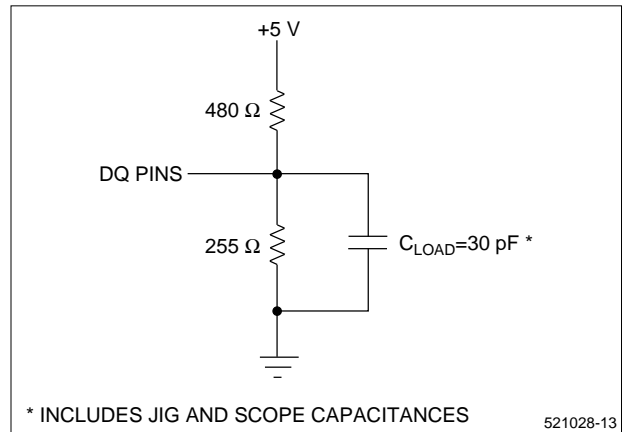 +5 V
480 Ω
DQ PINS
255 Ω
C_LOAD=30 pF *
* INCLUDES JIG AND SCOPE CAPACITANCES
521028-13